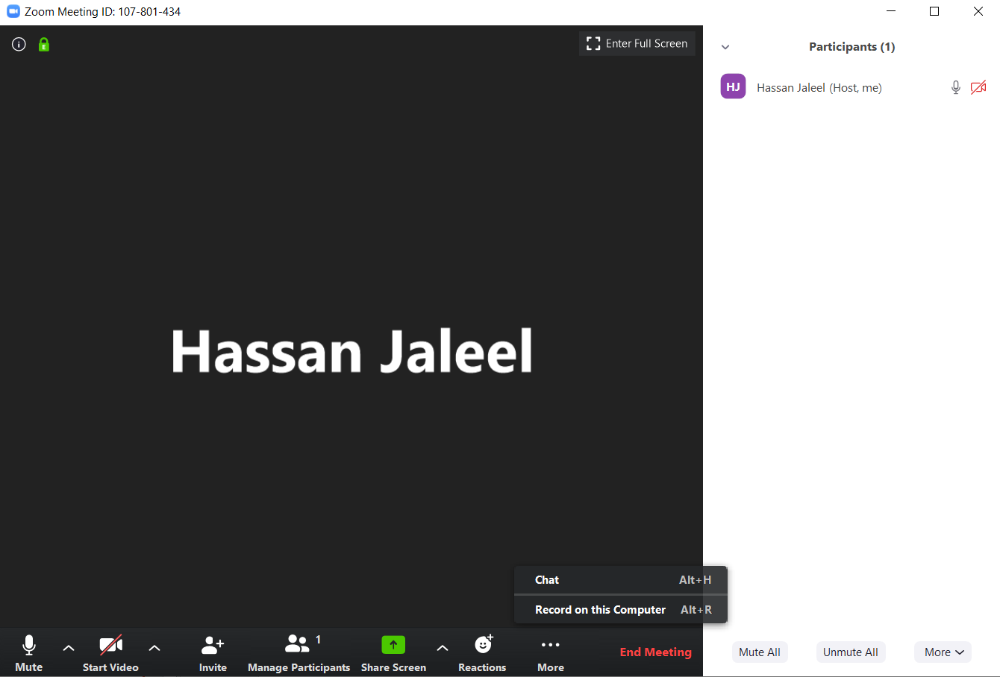 Zoom Meeting ID: 107-801-434
Enter Full Screen
Participants (1)
HJ
Hassan Jaleel (Host, me)
Hassan Jaleel
Chat Alt+H
Record on this Computer Alt+R
E
1
Mute
Start Video
Invite
Manage Participants
Share Screen
Reactions
More
End Meeting
Mute All
Unmute All
More